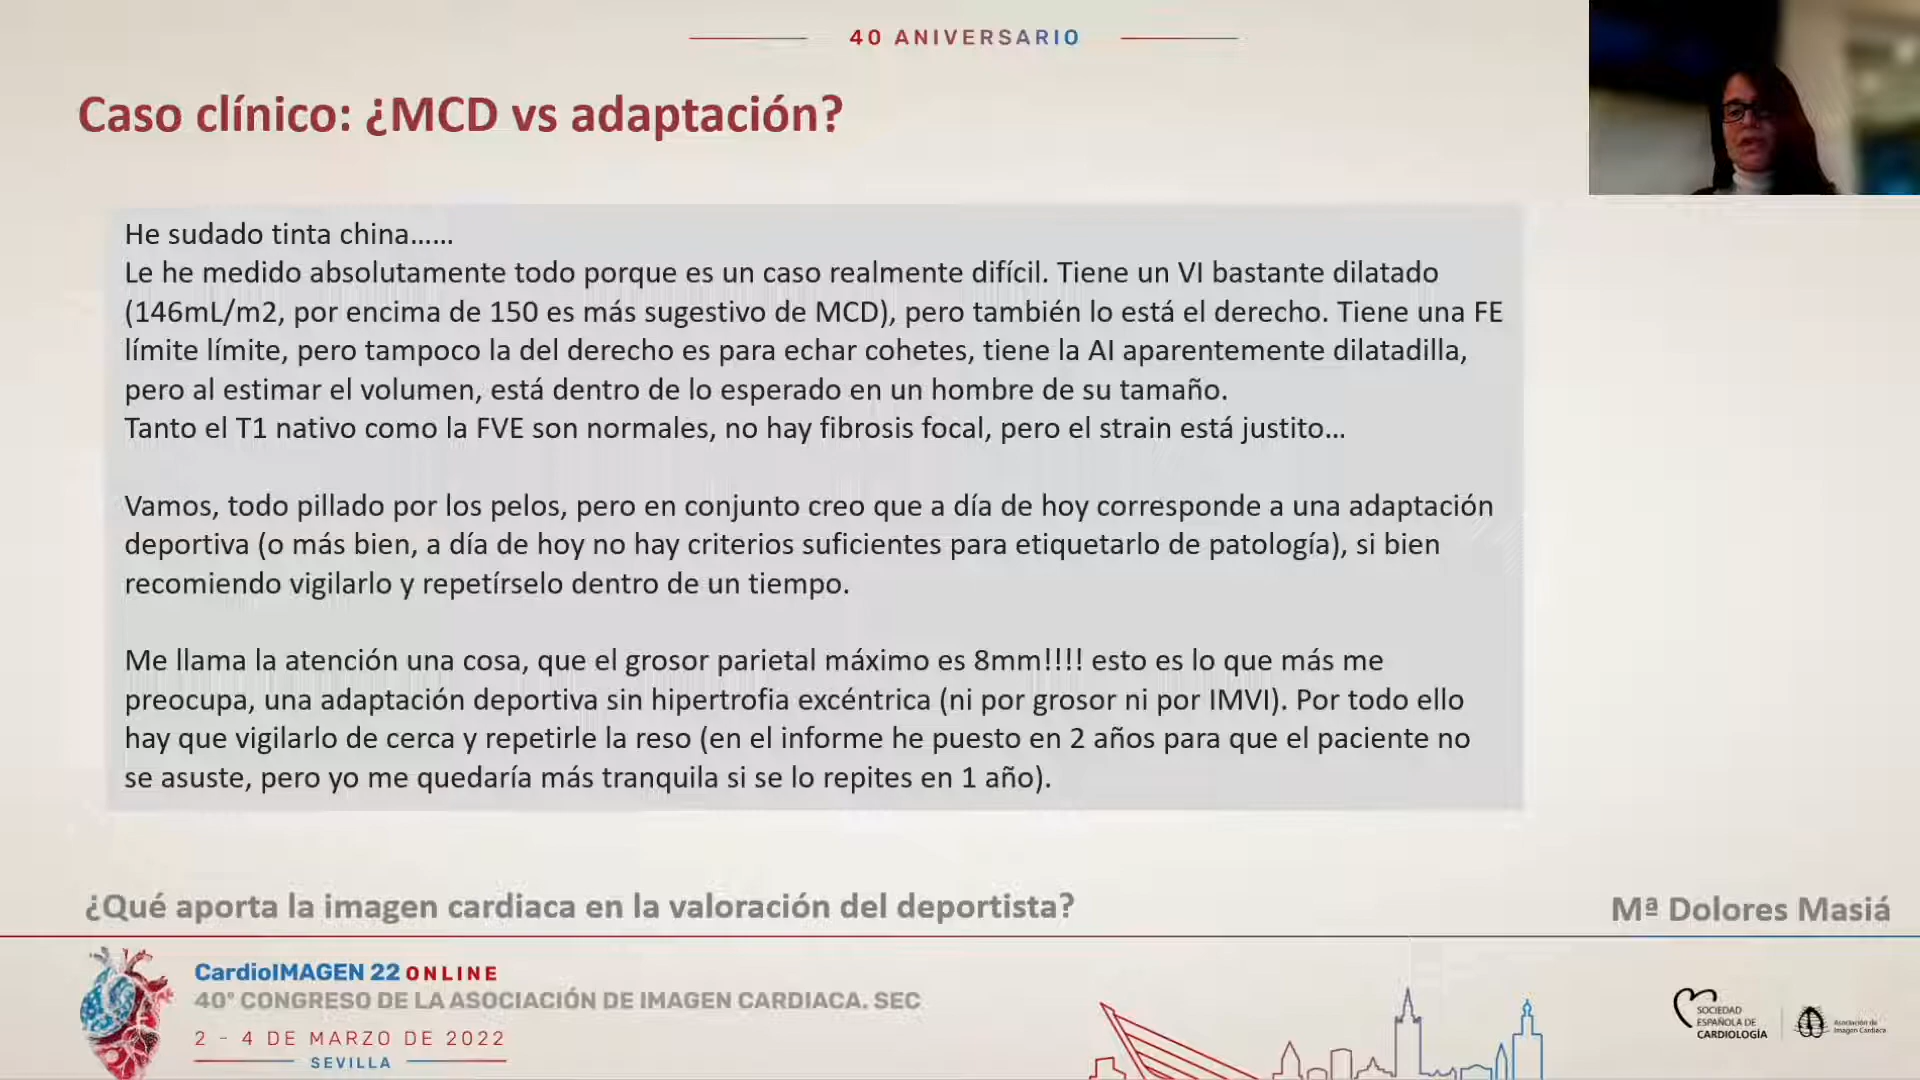 40 ANIVERSARIO
Caso clínico: ¿MCD vs adaptación?
He sudado tinta china……
Le he medido absolutamente todo porque es un caso realmente difícil. Tiene un VI bastante dilatado
(146mL/m2, por encima de 150 es más sugestivo de MCD), pero también lo está el derecho. Tiene una FE
límite límite, pero tampoco la del derecho es para echar cohetes, tiene la AI aparentemente dilatadilla,
pero al estimar el volumen, está dentro de lo esperado en un hombre de su tamaño.
Tanto el T1 nativo como la FVE son normales, no hay fibrosis focal, pero el strain está justito…
Vamos, todo pillado por los pelos, pero en conjunto creo que a día de hoy corresponde a una adaptación
deportiva (o más bien, a día de hoy no hay criterios suficientes para etiquetarlo de patología), si bien
recomiendo vigilarlo y repetírselo dentro de un tiempo.
Me llama la atención una cosa, que el grosor parietal máximo es 8mm!!!! esto es lo que más me
preocupa, una adaptación deportiva sin hipertrofia excéntrica (ni por grosor ni por IMVI). Por todo ello
hay que vigilarlo de cerca y repetirle la reso (en el informe he puesto en 2 años para que el paciente no
se asuste, pero yo me quedaría más tranquila si se lo repites en 1 año).
¿Qué aporta la imagen cardiaca en la valoración del deportista?
Mª Dolores Masiá
CardioIMAGEN 22 ONLINE
40º CONGRESO DE LA ASOCIACIÓN DE IMAGEN CARDIACA. SEC
2 - 4 DE MARZO DE 2022
SEVILLA
SOCIEDAD
ESPAÑOLA DE
CARDIOLOGÍA
Asociación de
Imagen Cardiaca